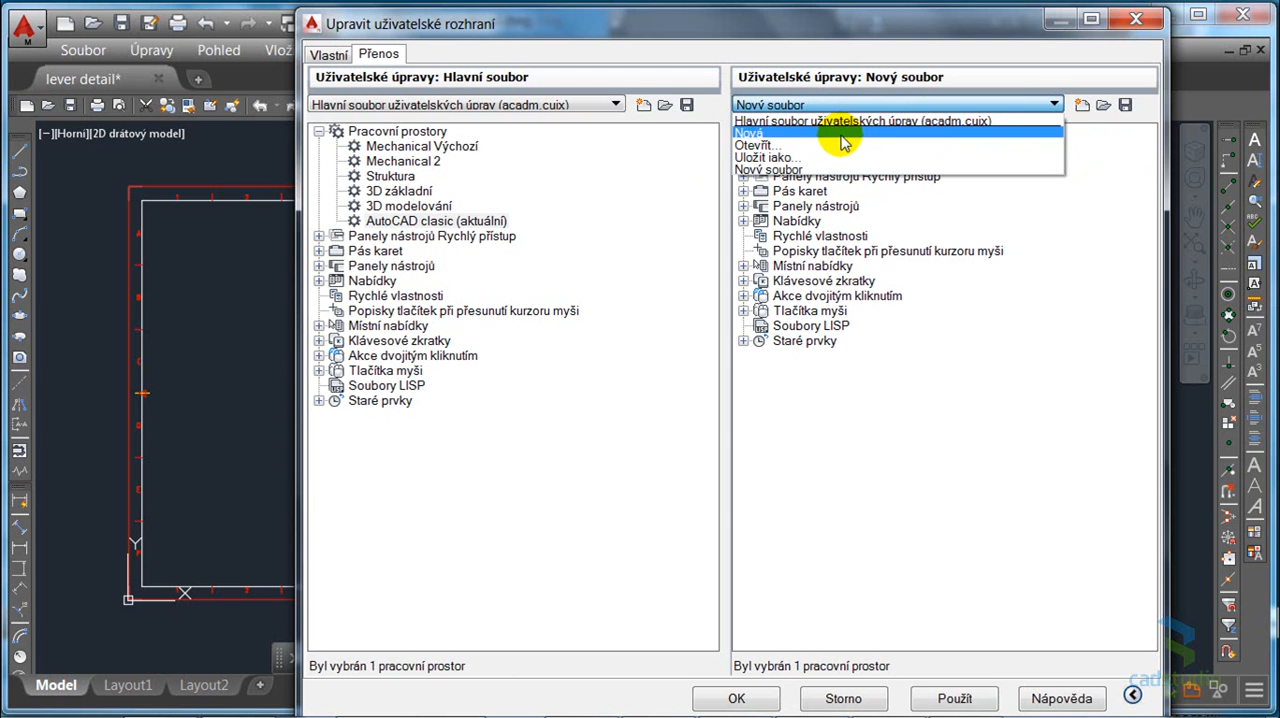 Upravit uživatelské rozhraní
Soubor
Úpravy
Pohled
Vlož
lever detail*
[−][Horní][2D drátový model]
Vlastní
Přenos
Uživatelské úpravy: Hlavní soubor
Hlavní soubor uživatelských úprav (acadm.cuix)
Pracovní prostory
Mechanical Výchozí
Mechanical 2
Struktura
3D základní
3D modelování
AutoCAD clasic (aktuální)
Panely nástrojů Rychlý přístup
Pás karet
Panely nástrojů
Nabídky
Rychlé vlastnosti
Popisky tlačítek při přesunutí kurzoru myši
Místní nabídky
Klávesové zkratky
Akce dvojitým kliknutím
Tlačítka myši
Soubory LISP
Staré prvky
Byl vybrán 1 pracovní prostor
Uživatelské úpravy: Nový soubor
Nový soubor
Hlavní soubor uživatelských úprav (acadm.cuix)
Nová
Otevřít...
Uložit jako...
Nový soubor
Panely nástrojů Rychlý přístup
Pás karet
Panely nástrojů
Nabídky
Rychlé vlastnosti
Popisky tlačítek při přesunutí kurzoru myši
Místní nabídky
Klávesové zkratky
Akce dvojitým kliknutím
Tlačítka myši
Soubory LISP
Staré prvky
Byl vybrán 1 pracovní prostor
OK
Storno
Použít
Nápověda
Y
X
Model
Layout1
Layout2
cadstudio